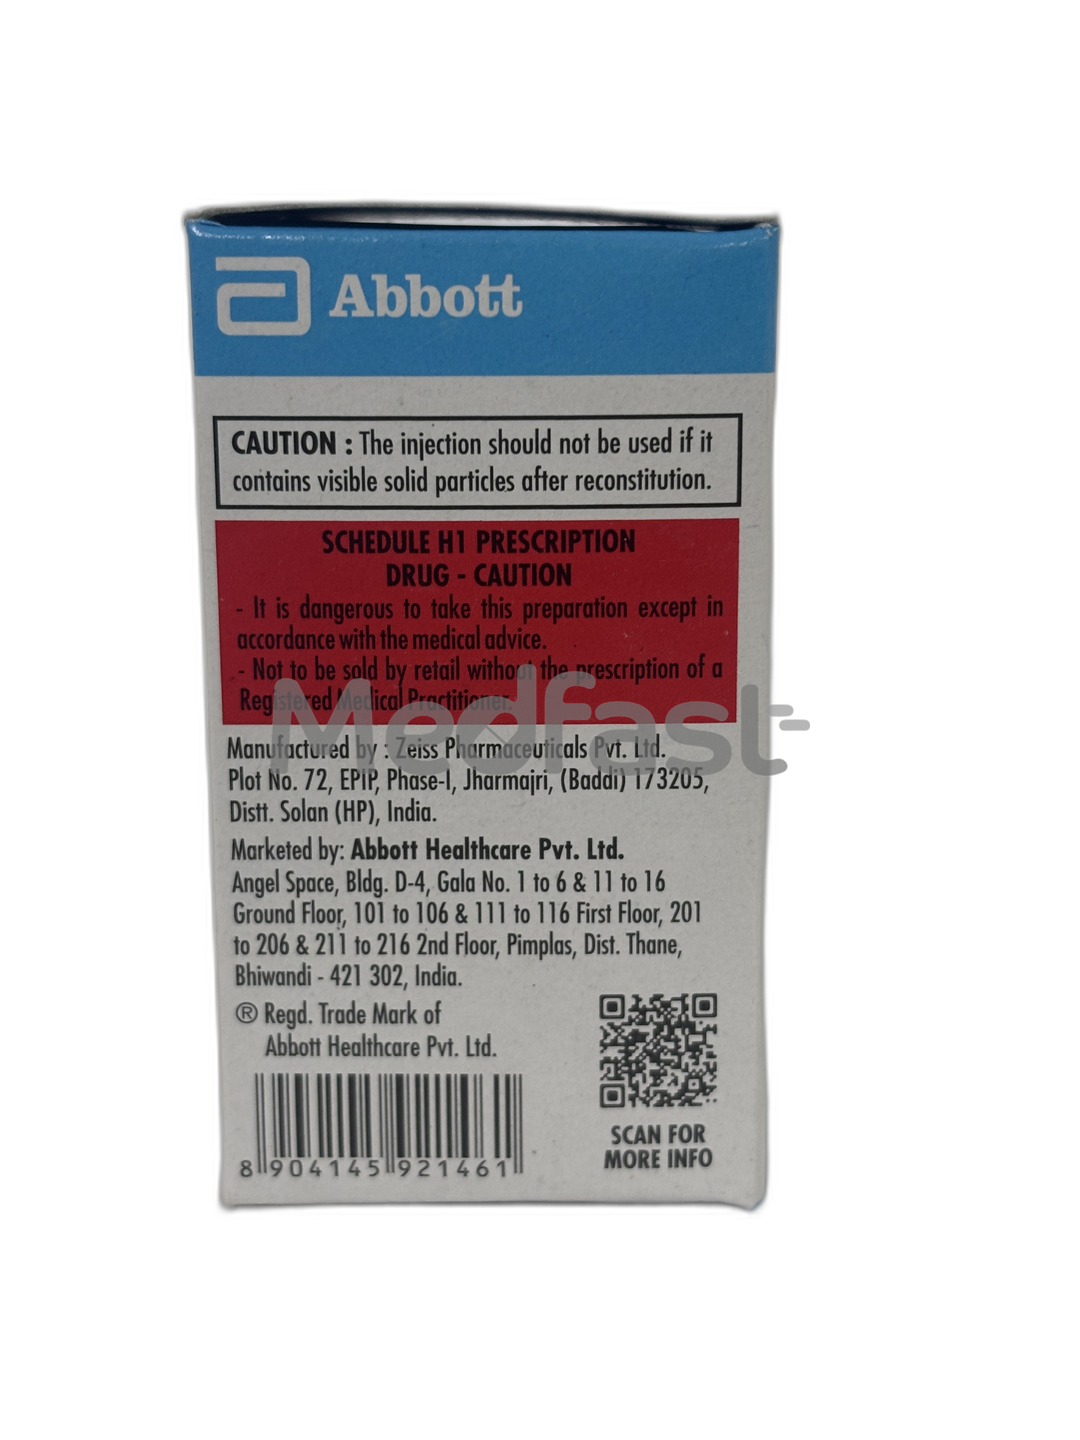 Abbott
CAUTION : The injection should not be used if it
contains visible solid particles after reconstitution.
SCHEDULE H1 PRESCRIPTION
DRUG - CAUTION
- It is dangerous to take this preparation except in
accordance with the medical advice.
- Not to be sold by retail without the prescription of a
Registered Medical Practitioner.
Medfast
Manufactured by : Zeiss Pharmaceuticals Pvt. Ltd.
Plot No. 72, EPIP, Phase-I, Jharmajri, (Baddi) 173205,
Distt. Solan (HP), India.
Marketed by: Abbott Healthcare Pvt. Ltd.
Angel Space, Bldg. D-4, Gala No. 1 to 6 & 11 to 16
Ground Floor, 101 to 106 & 111 to 116 First Floor, 201
to 206 & 211 to 216 2nd Floor, Pimplas, Dist. Thane,
Bhiwandi - 421 302, India.
® Regd. Trade Mark of
Abbott Healthcare Pvt. Ltd.
8 904145 921461
SCAN FOR
MORE INFO